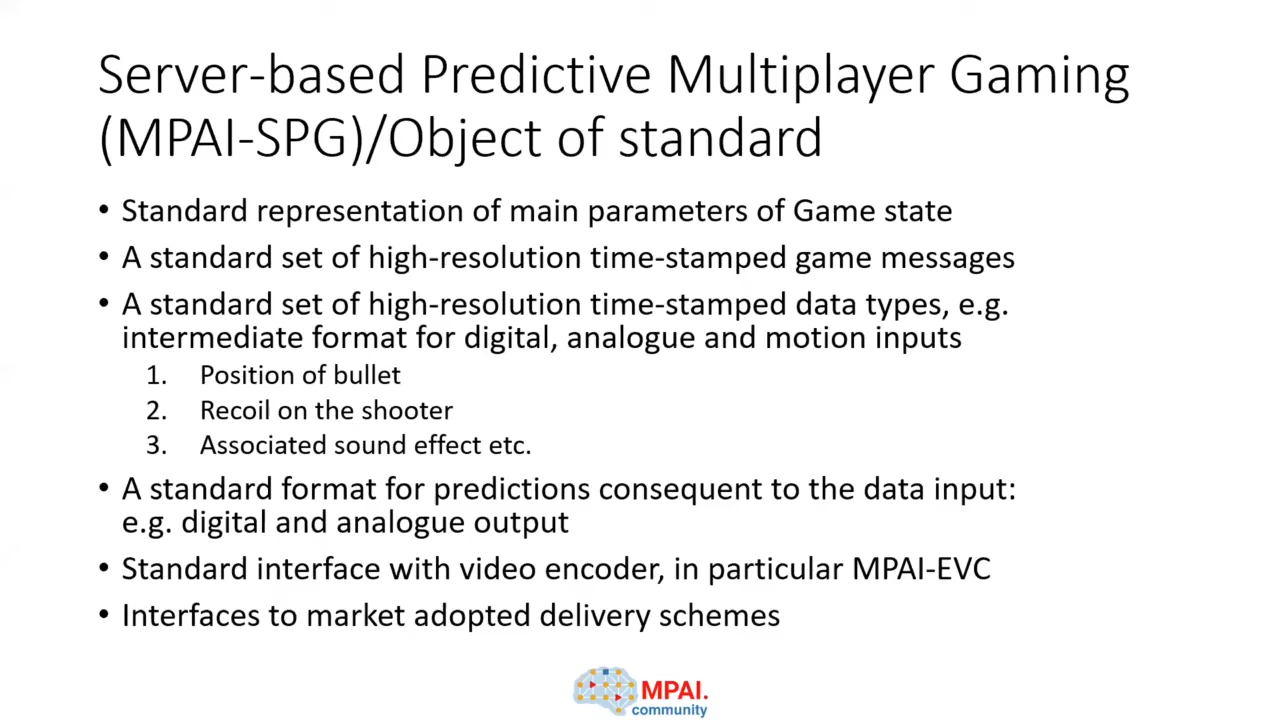 Server-based Predictive Multiplayer Gaming
(MPAI-SPG)/Object of standard
• Standard representation of main parameters of Game state
• A standard set of high-resolution time-stamped game messages
• A standard set of high-resolution time-stamped data types, e.g.
intermediate format for digital, analogue and motion inputs
1. Position of bullet
2. Recoil on the shooter
3. Associated sound effect etc.
• A standard format for predictions consequent to the data input:
e.g. digital and analogue output
• Standard interface with video encoder, in particular MPAI-EVC
• Interfaces to market adopted delivery schemes
MPAI.
community